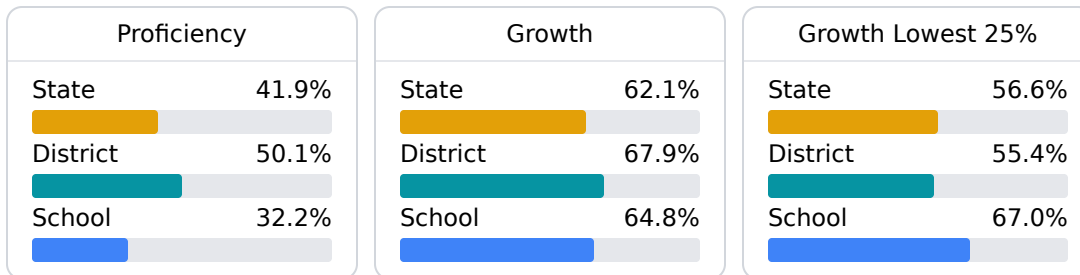 Proficiency
State 41.9%
District 50.1%
School 32.2%
Growth
State 62.1%
District 67.9%
School 64.8%
Growth Lowest 25%
State 56.6%
District 55.4%
School 67.0%